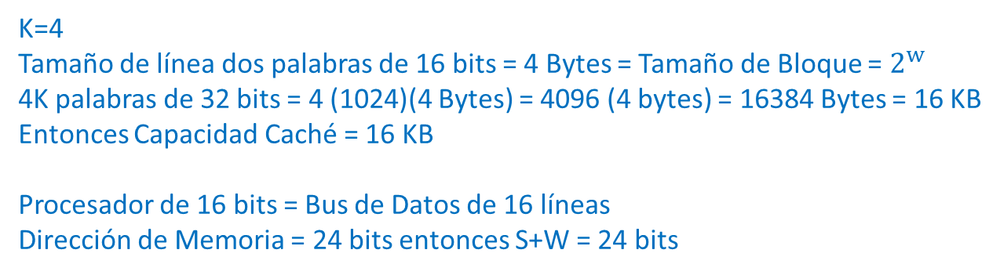 K=4
Tamaño de línea dos palabras de 16 bits = 4 Bytes = Tamaño de Bloque = 2^w
4K palabras de 32 bits = 4 (1024)(4 Bytes) = 4096 (4 bytes) = 16384 Bytes = 16 KB
Entonces Capacidad Caché = 16 KB
Procesador de 16 bits = Bus de Datos de 16 líneas
Dirección de Memoria = 24 bits entonces S+W = 24 bits